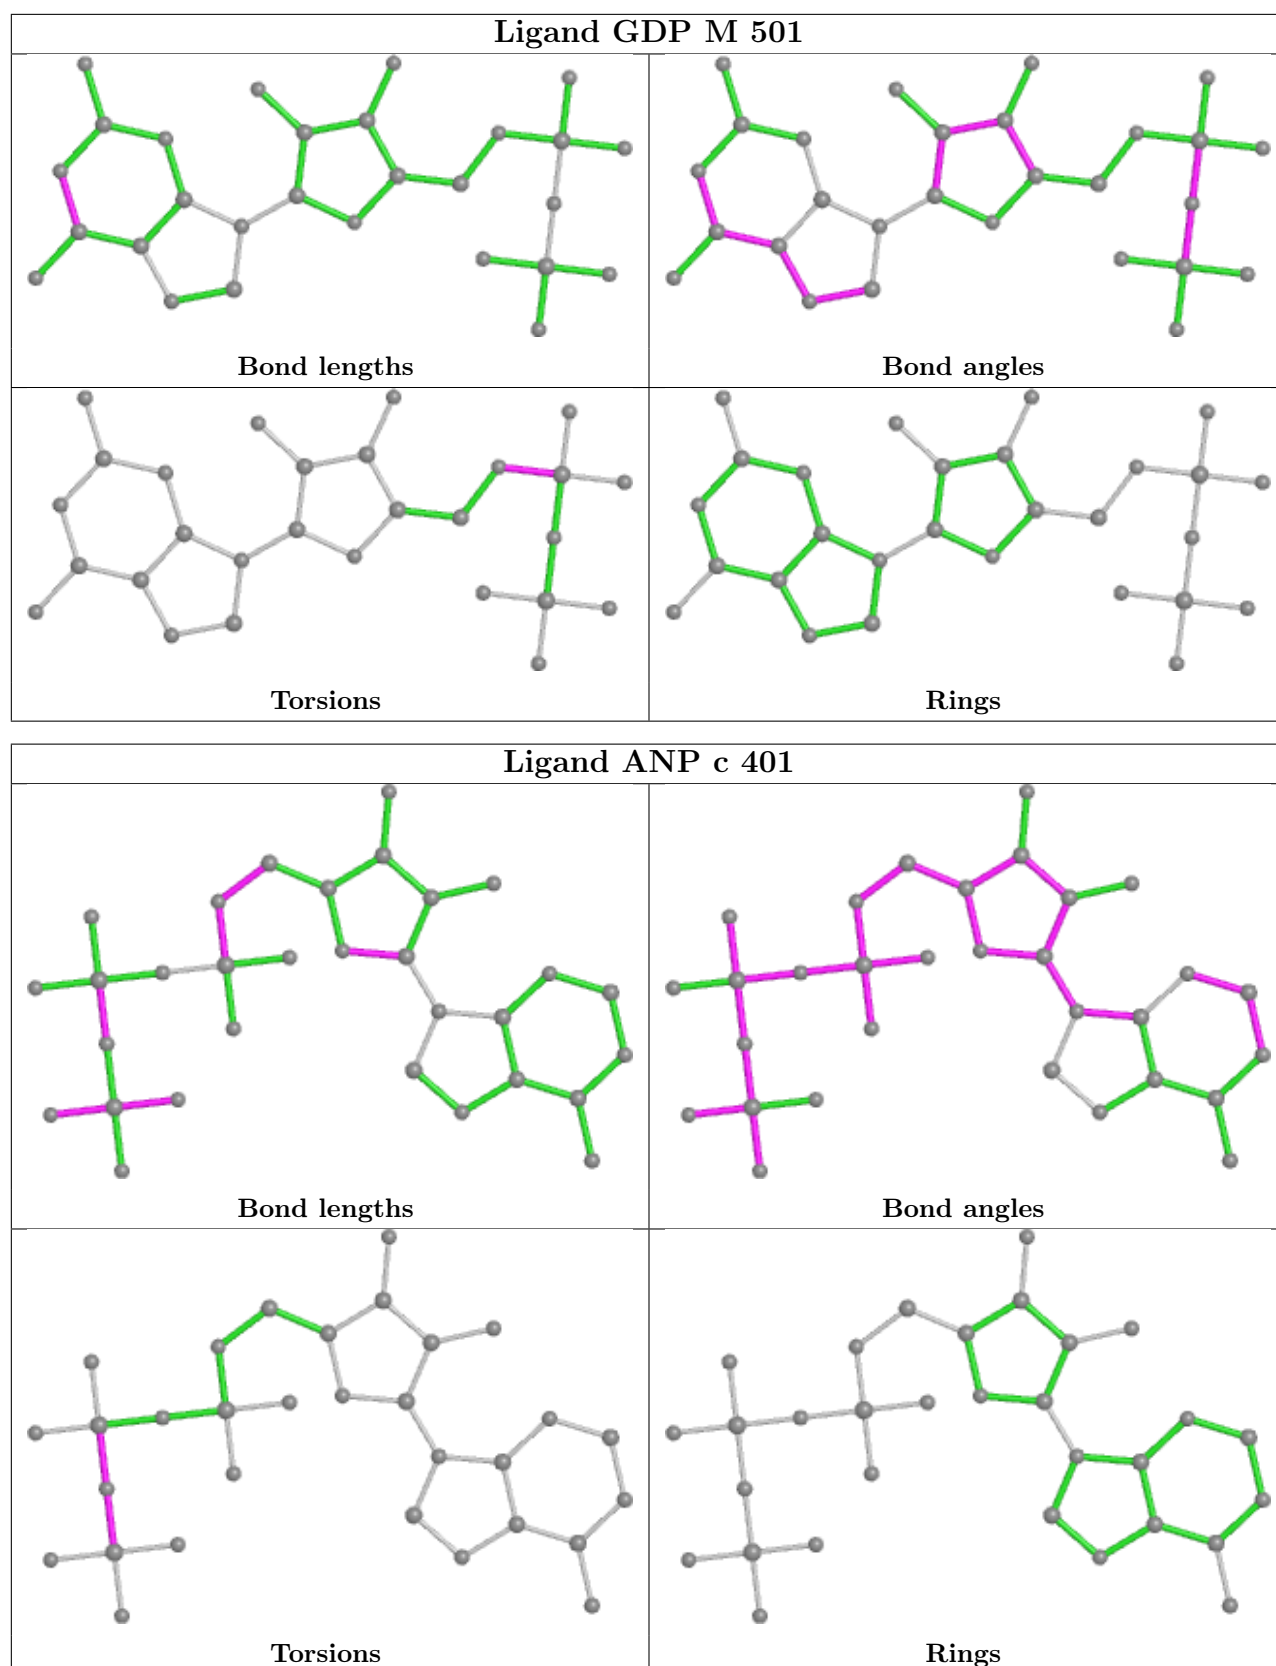 Ligand GDP M 501
Bond lengths
Bond angles
Torsions
Rings
Ligand ANP c 401
Bond lengths
Bond angles
Torsions
Rings